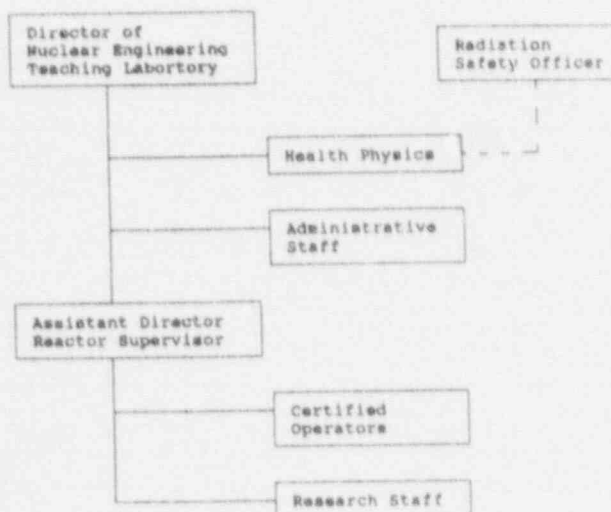 Director of
Nuclear Engineering
Teaching Labortory
Radistion
Safety Officer
Health Physics
Administrative
Staff
Assistant Director
Reactor Supervisor
Certified
Operators
Research Staff